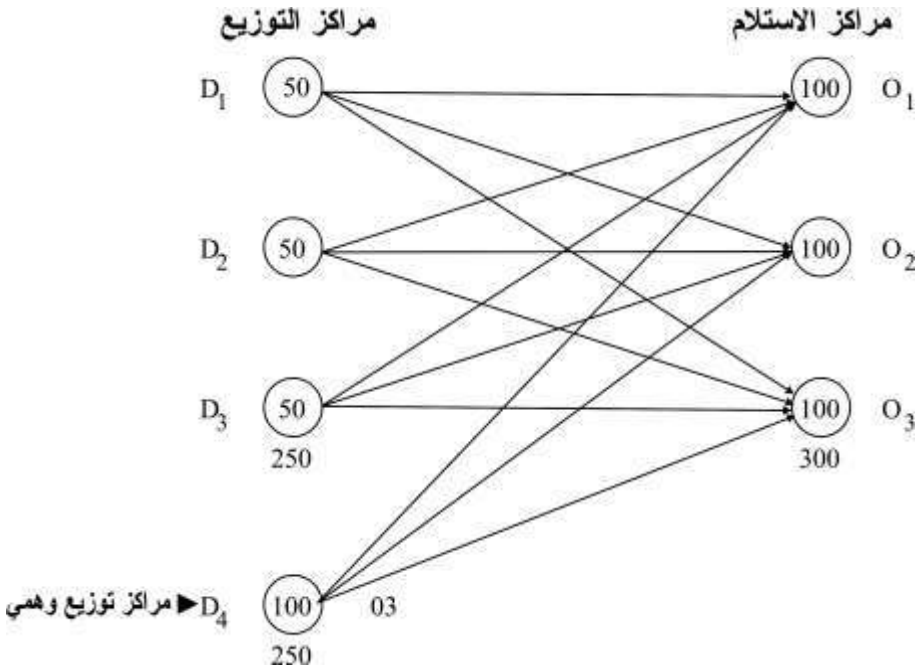 مراكز الاستلام
مراكز التوزيع
D1 50 100 O1
D2 50 100 O2
D3 50 100 O3
250 300
مراكز توزيع وهمي D4 100 03
250